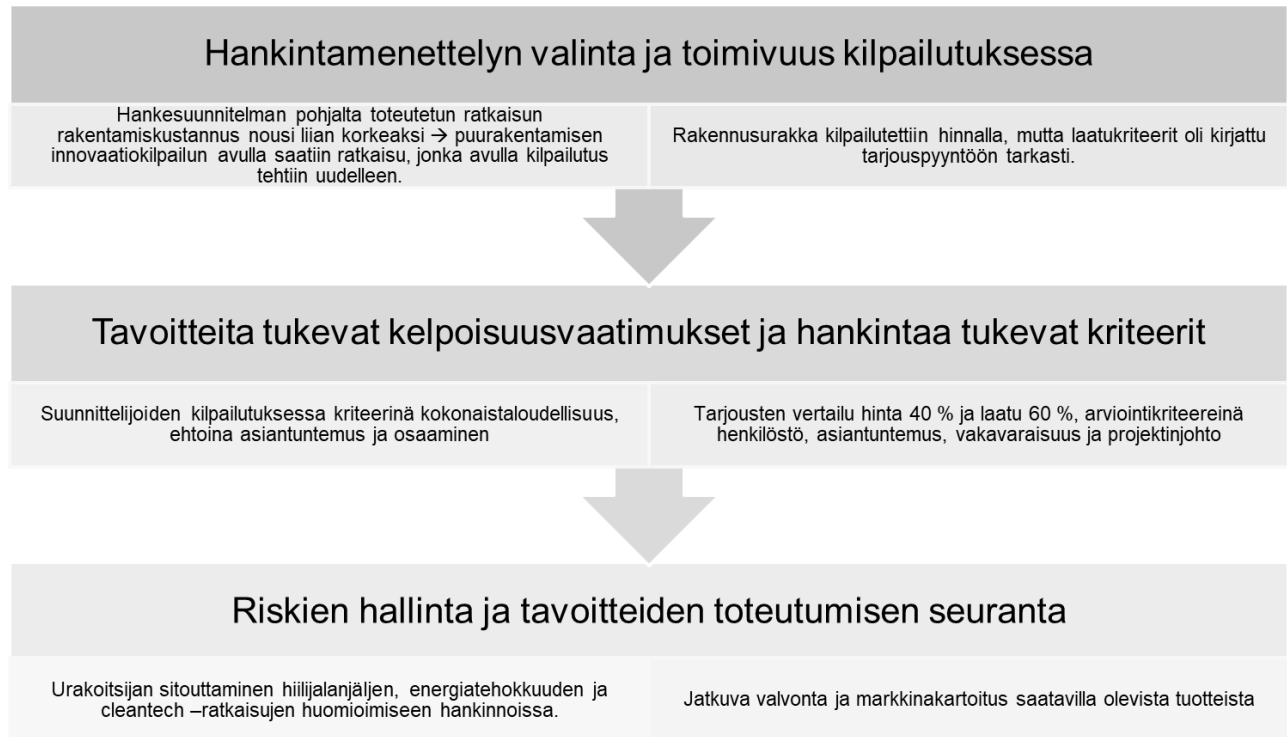 Hankintamenettelyn valinta ja toimivuus kilpailutuksessa
Hankesuunnitelman pohjalta toteutetun ratkaisun
rakentamiskustannus nousi liian korkeaksi → puurakentamisen
innovaatiokilpailun avulla saatiin ratkaisu, jonka avulla kilpailutus
tehtiin uudelleen.
Rakennusurakka kilpailutettiin hinnalla, mutta laatukriteerit oli kirjattu
tarjouspyyntöön tarkasti.
Tavoitteita tukevat kelpoisuusvaatimukset ja hankintaa tukevat kriteerit
Suunnittelijoiden kilpailutuksessa kriteerinä kokonaistaloudellisuus,
ehtoina asiantuntemus ja osaaminen
Tarjousten vertailu hinta 40 % ja laatu 60 %, arviointikriteereinä
henkilöstö, asiantuntemus, vakavaraisuus ja projektinjohto
Riskien hallinta ja tavoitteiden toteutumisen seuranta
Urakoitsijan sitouttaminen hiilijalanjäljen, energiatehokkuuden ja
cleantech –ratkaisujen huomioimiseen hankinnoissa.
Jatkuva valvonta ja markkinakartoitus saatavilla olevista tuotteista